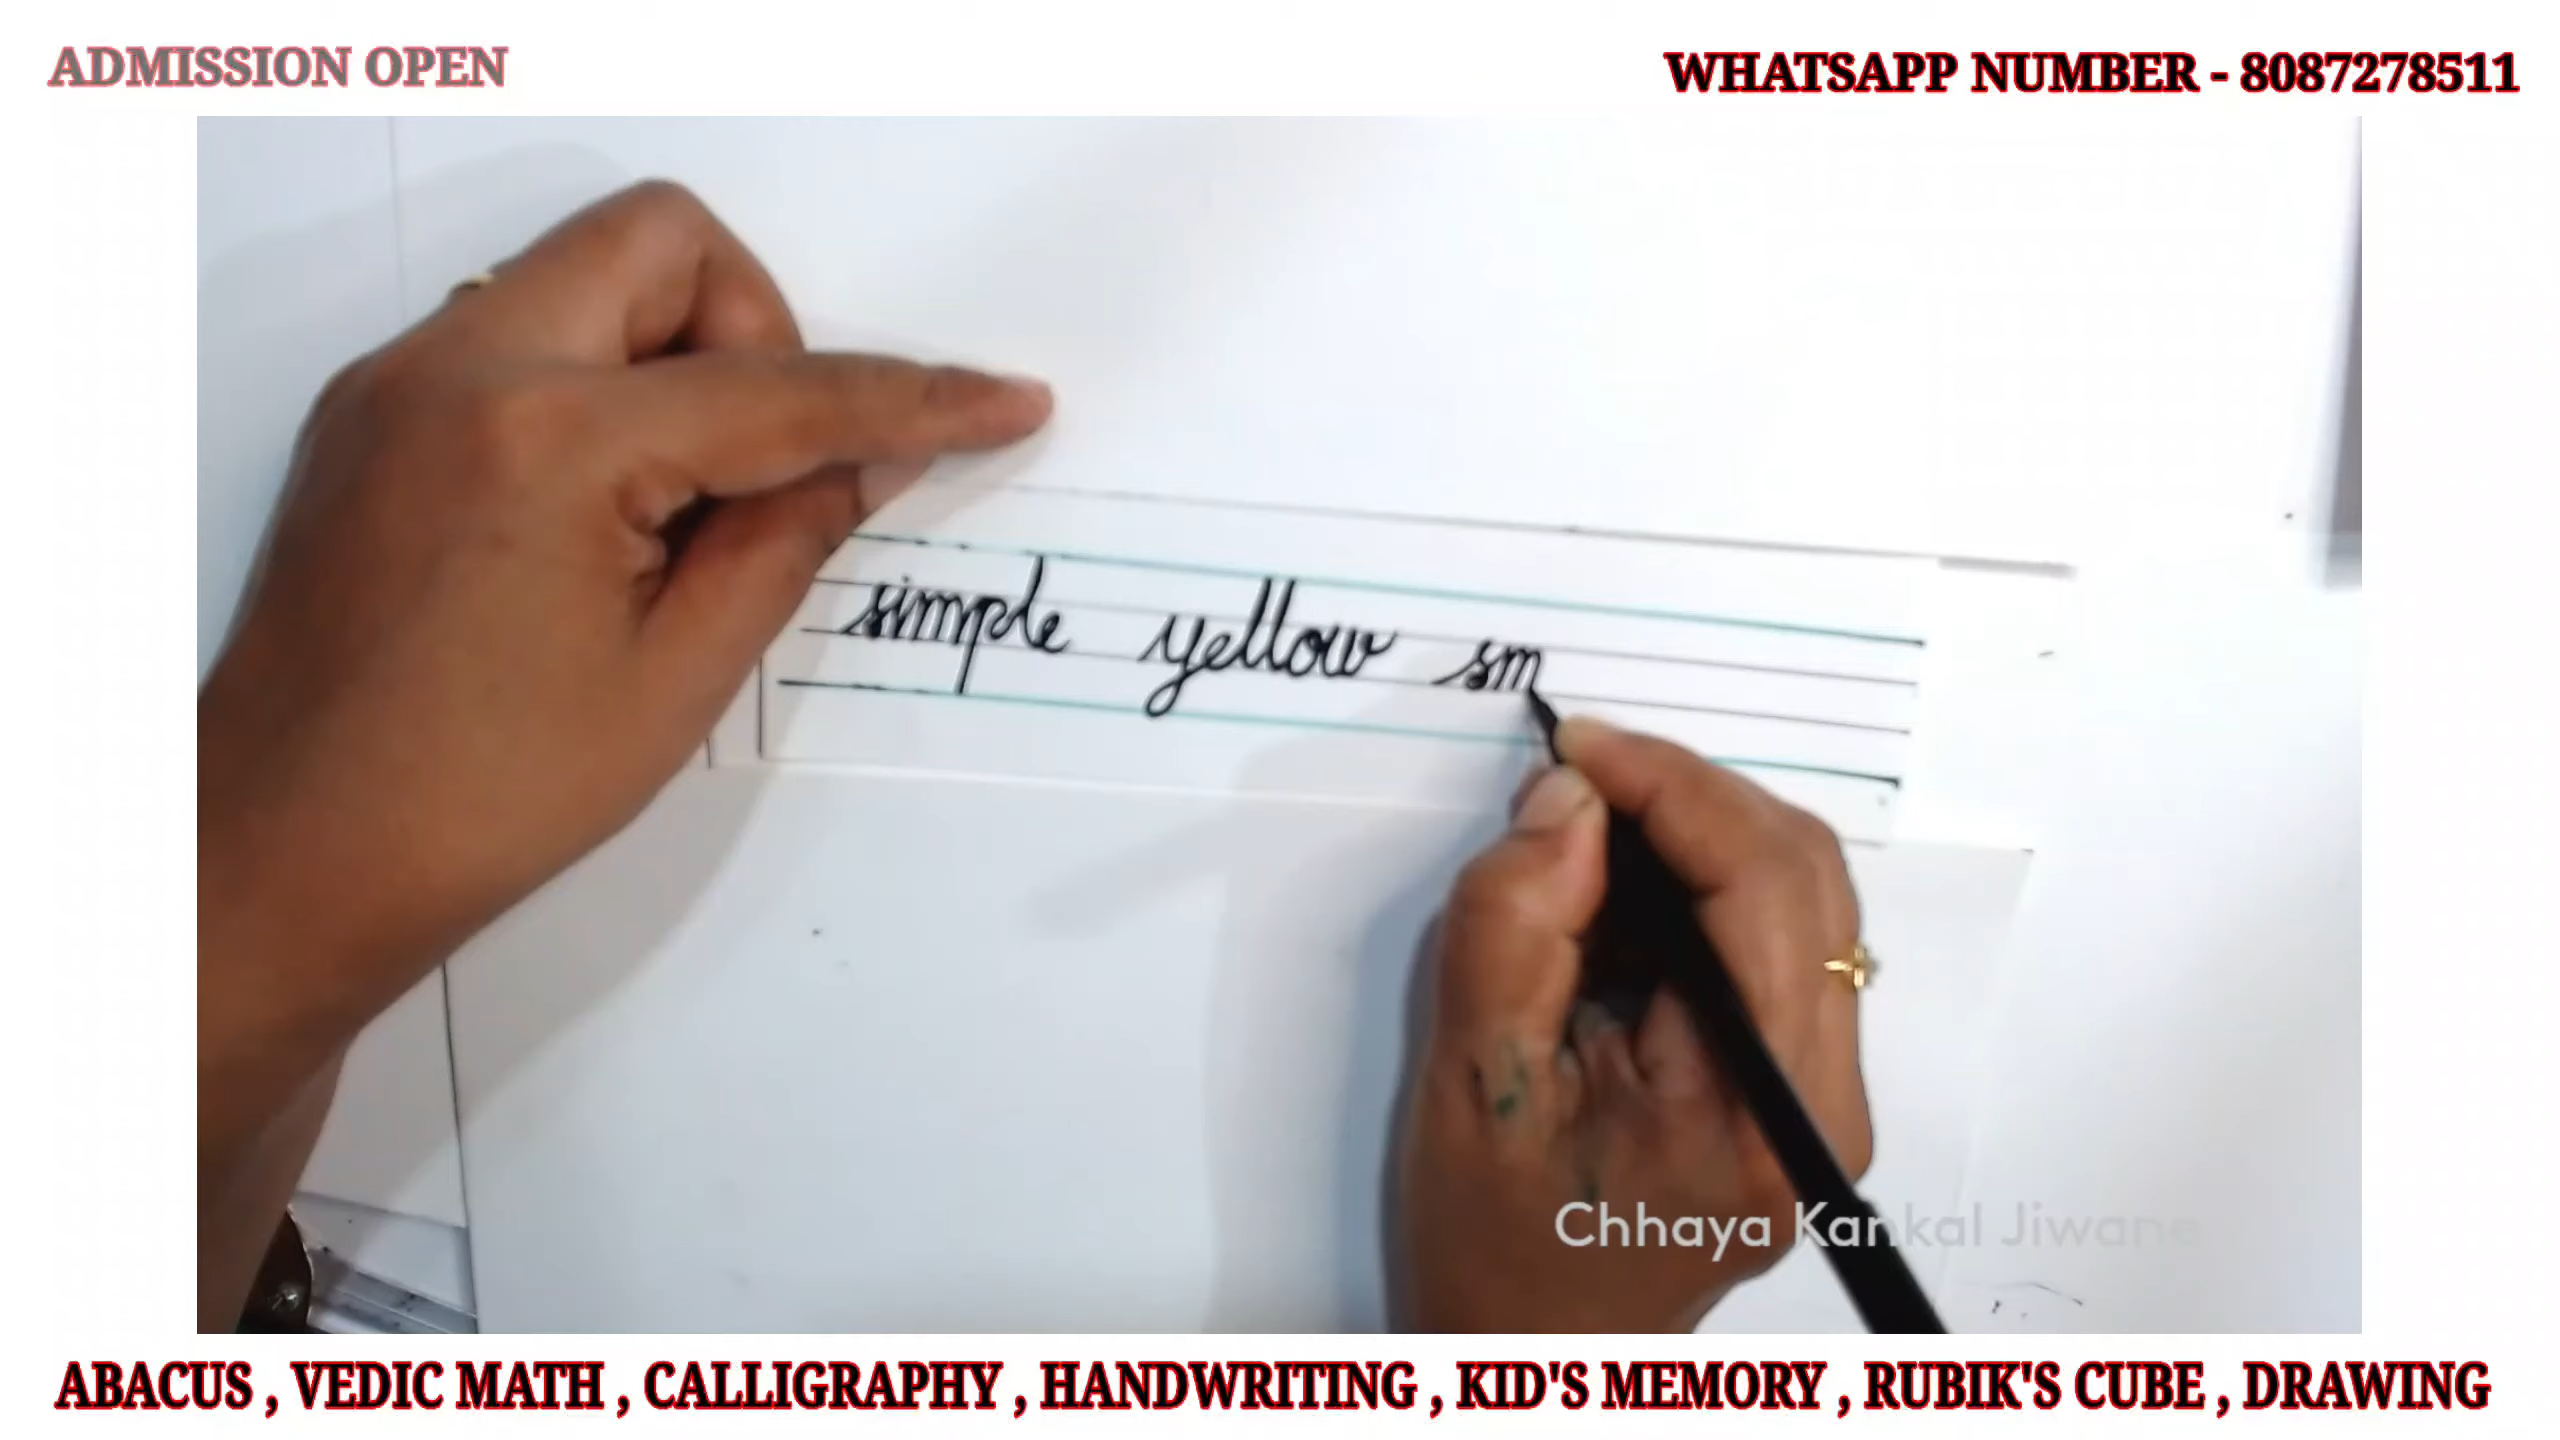 ADMISSION OPEN
WHATSAPP NUMBER - 8087278511
simple yellow sm
Chhaya Kankal Jiwane
ABACUS , VEDIC MATH , CALLIGRAPHY , HANDWRITING , KID'S MEMORY , RUBIK'S CUBE , DRAWING